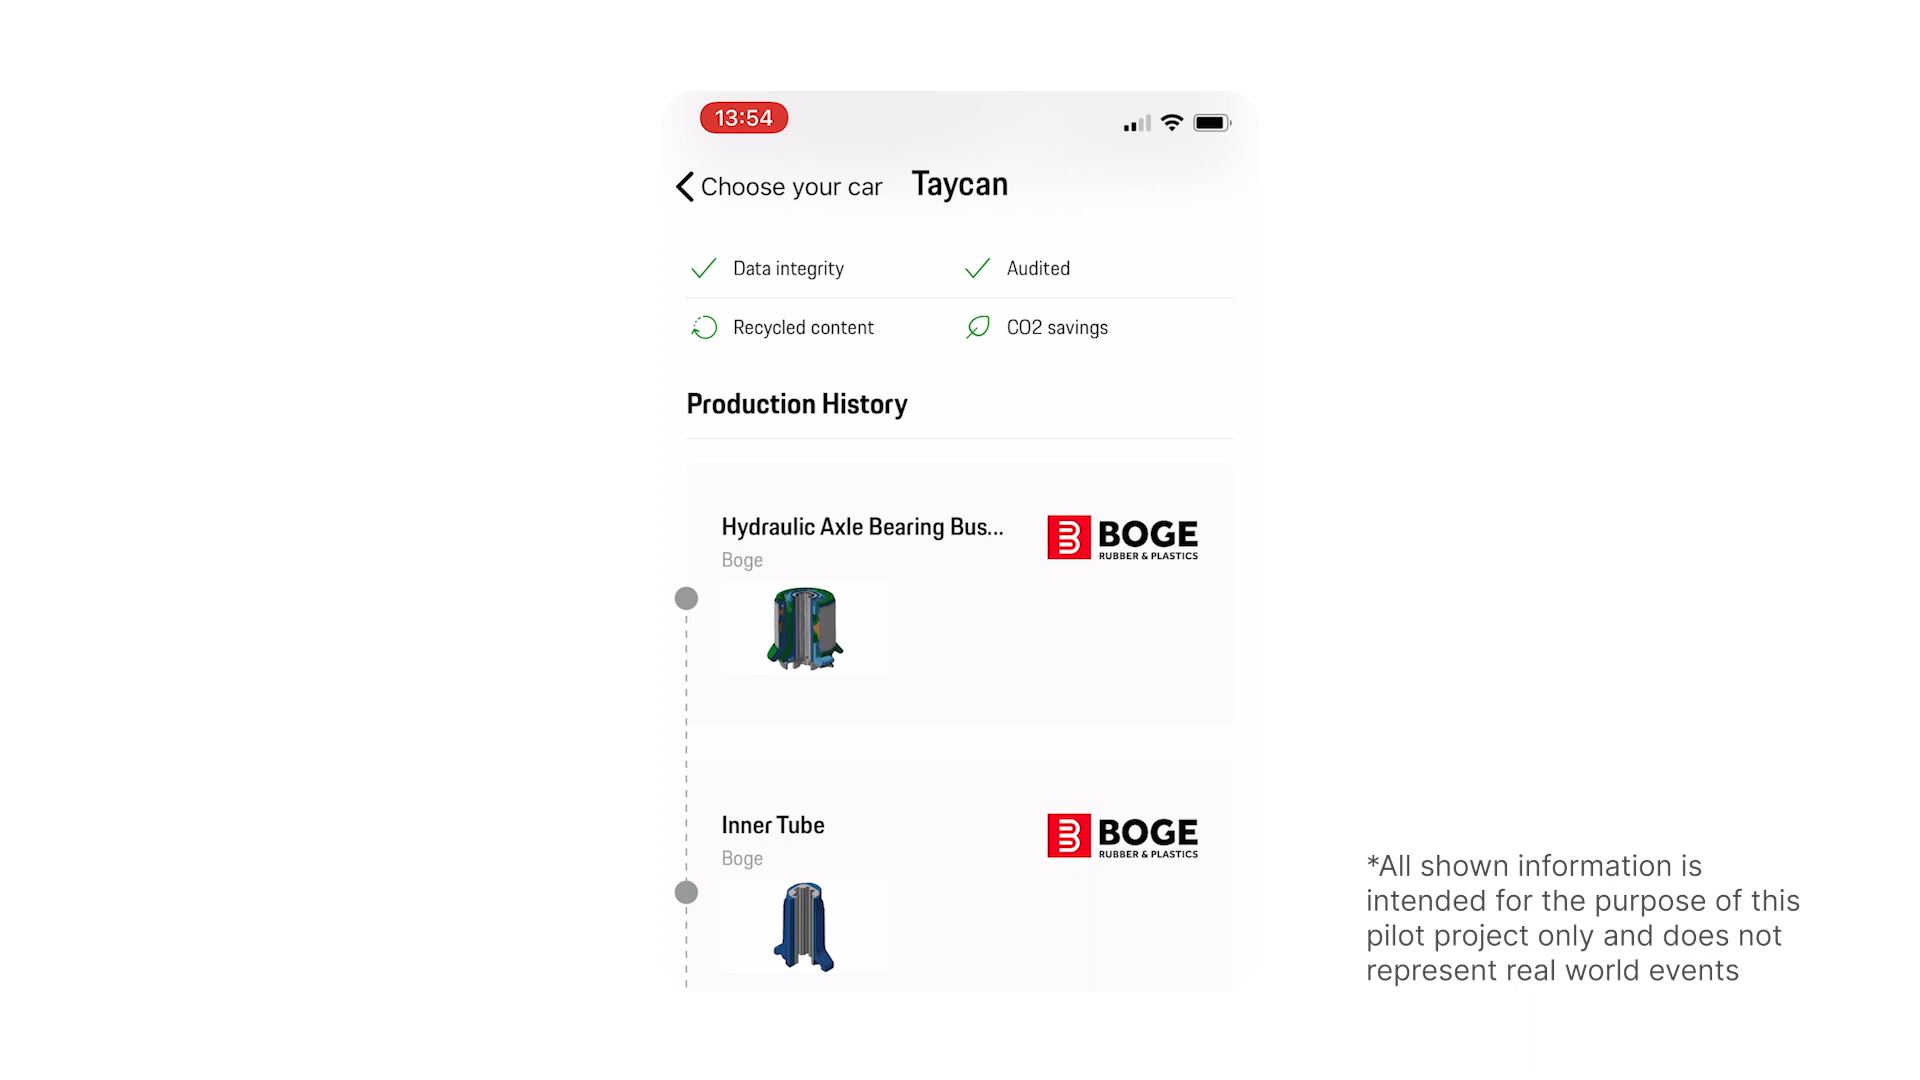 13:54
Choose your car
Taycan
Data integrity
Audited
Recycled content
CO2 savings
Production History
Hydraulic Axle Bearing Bus...
Boge
BOGE
RUBBER & PLASTICS
Inner Tube
Boge
BOGE
RUBBER & PLASTICS
*All shown information is
intended for the purpose of this
pilot project only and does not
represent real world events